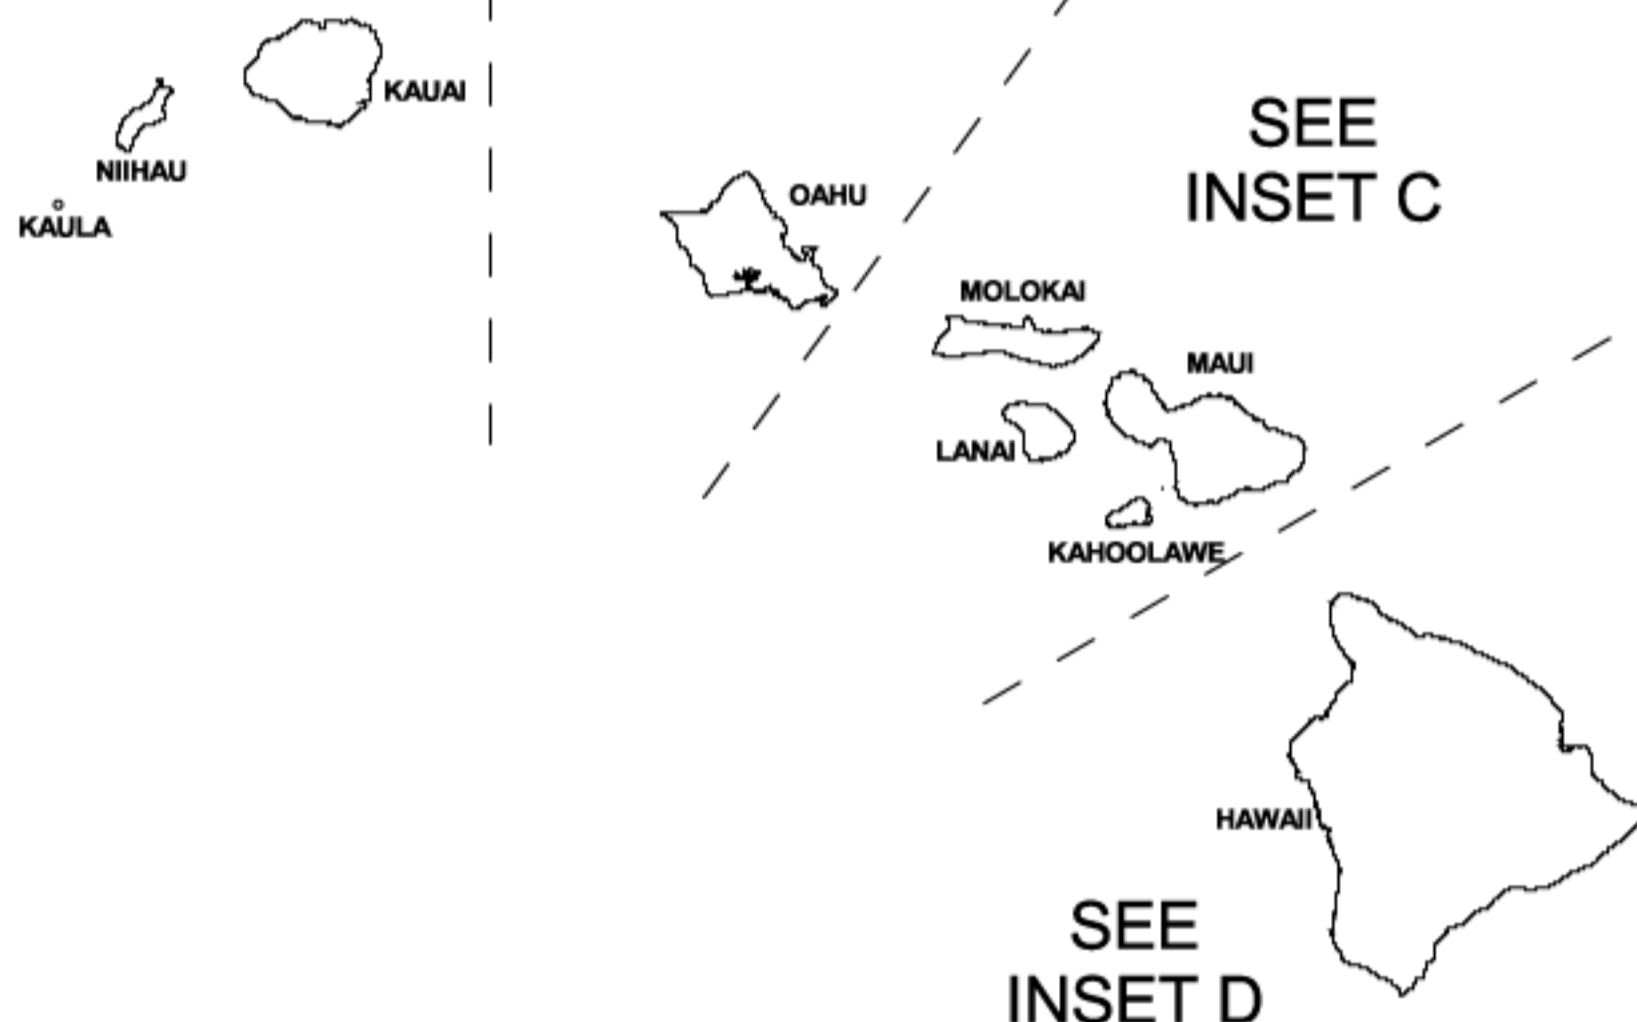 KAUAI
NIIHAU
KAULA
OAHU
SEE
INSET C
MOLOKAI
MAUI
LANAI
KAHOOLAWE
HAWAII
SEE
INSET D